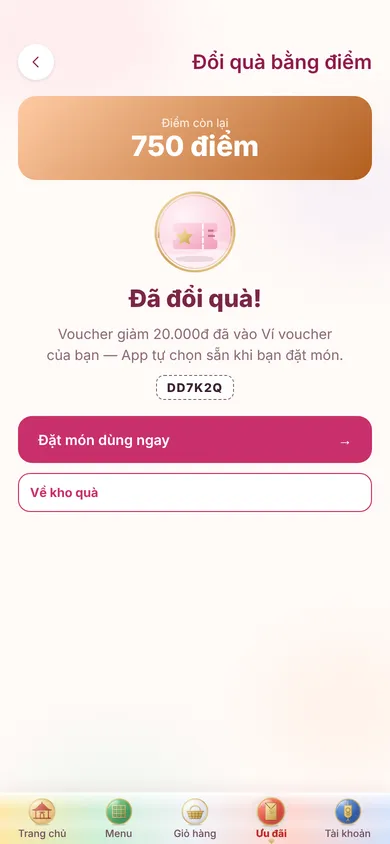 Đổi quà bằng điểm
Điểm còn lại
750 điểm
Đã đổi quà!
Voucher giảm 20.000đ đã vào Ví voucher
của bạn — App tự chọn sẵn khi bạn đặt món.
DD7K2Q
Đặt món dùng ngay →
Về kho quà
Trang chủ Menu Giỏ hàng Ưu đãi Tài khoản